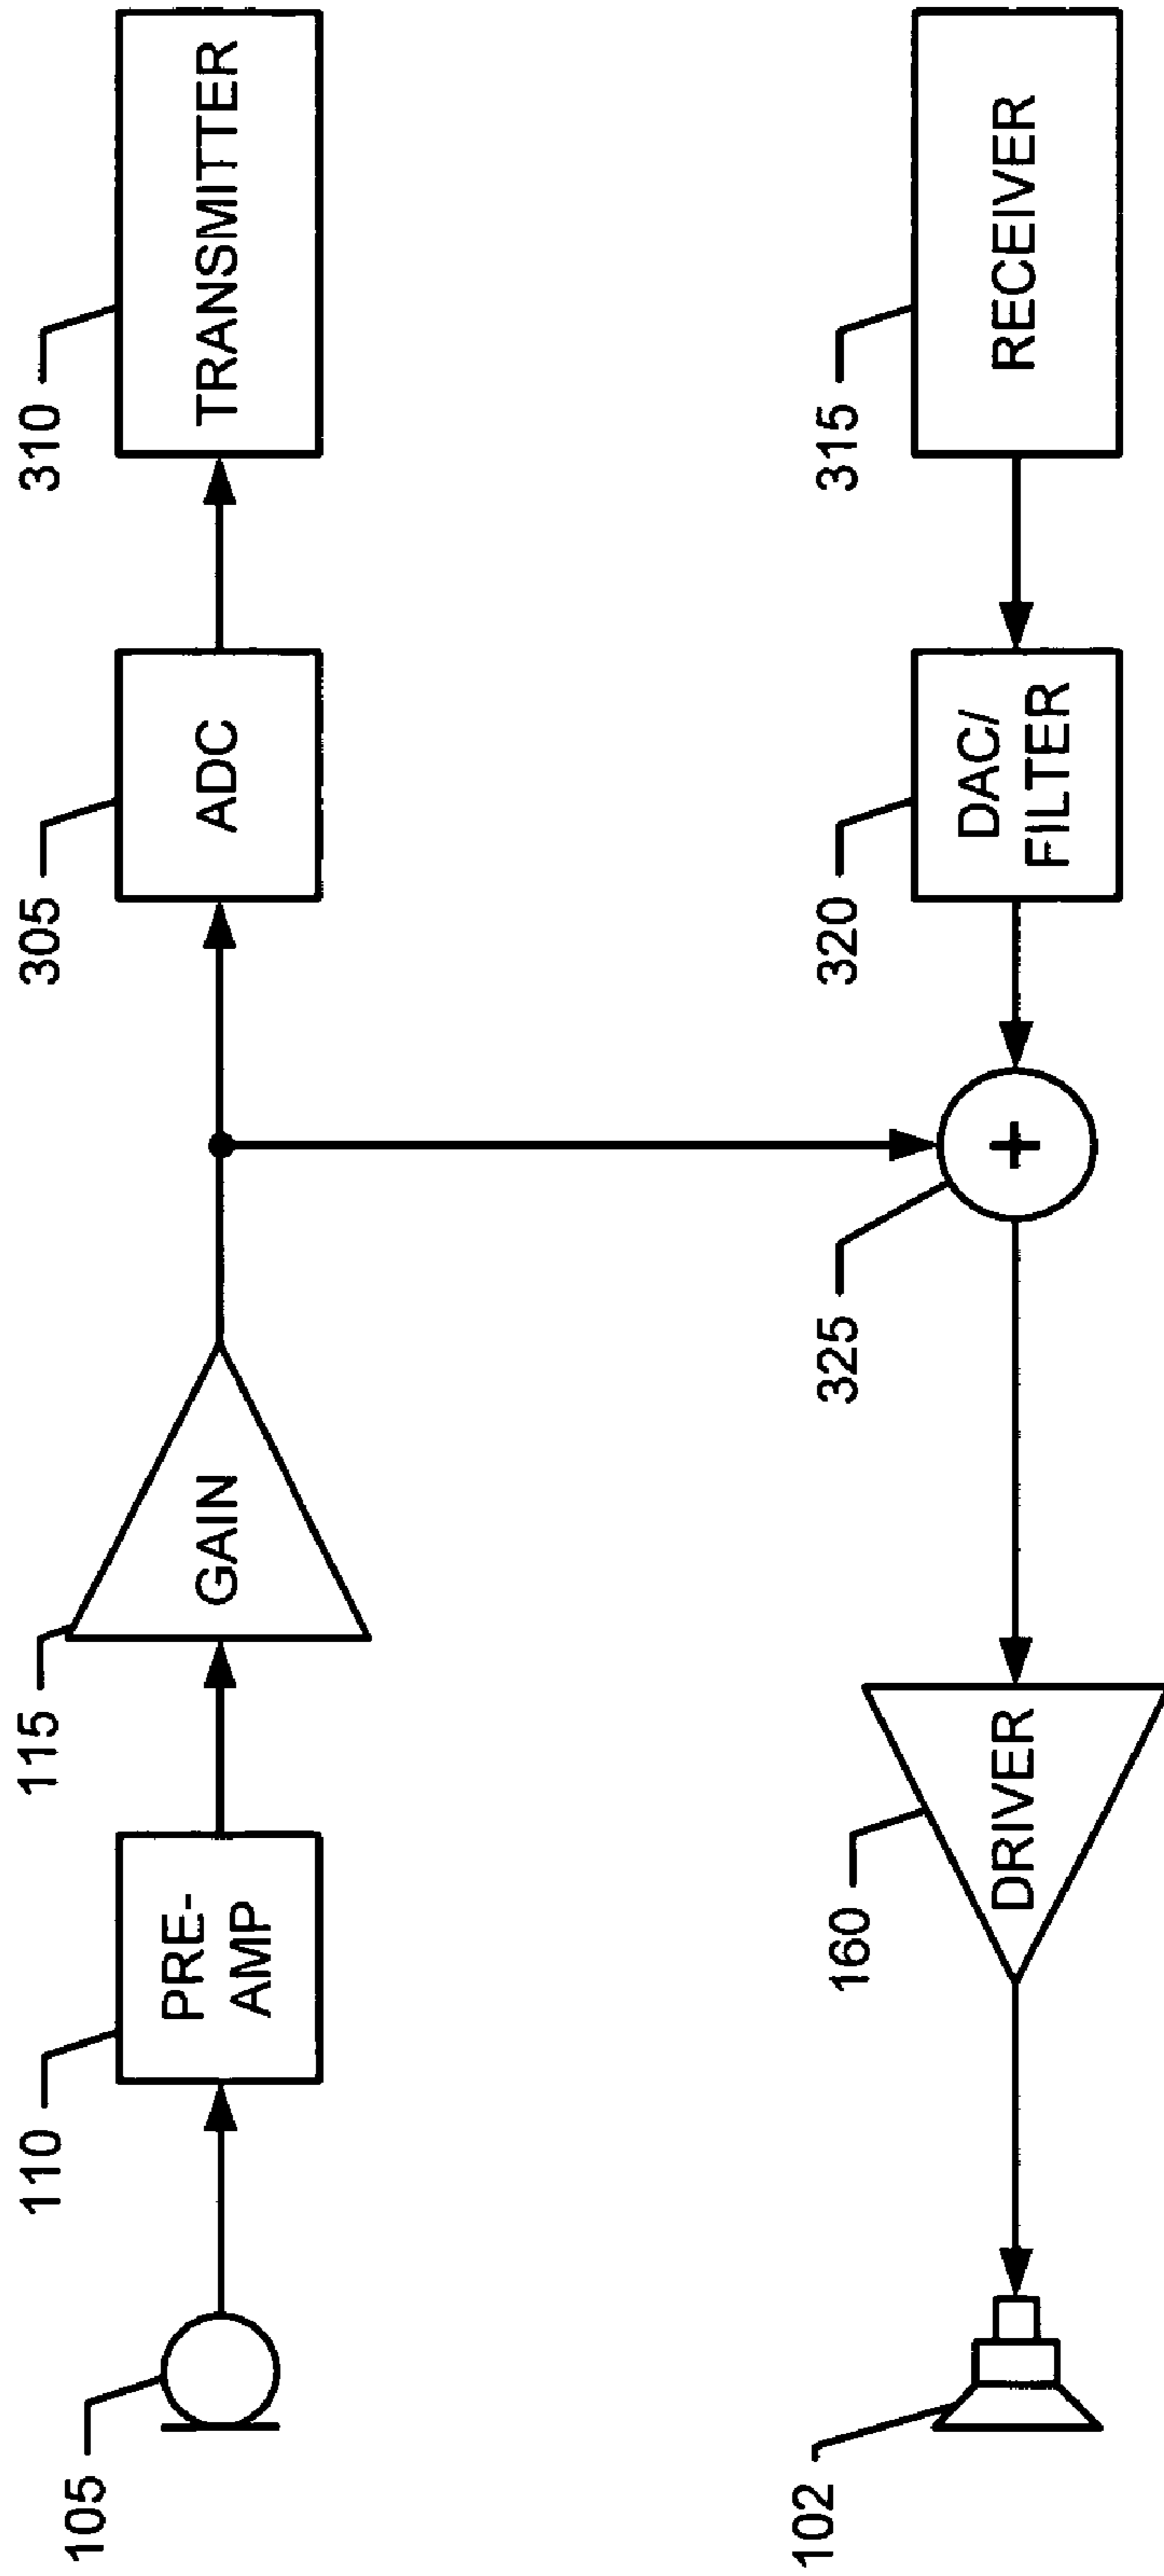 105
110
PRE-
AMP
115
GAIN
305
ADC
310
TRANSMITTER
102
160
DRIVER
325
+
320
DAC/
FILTER
315
RECEIVER